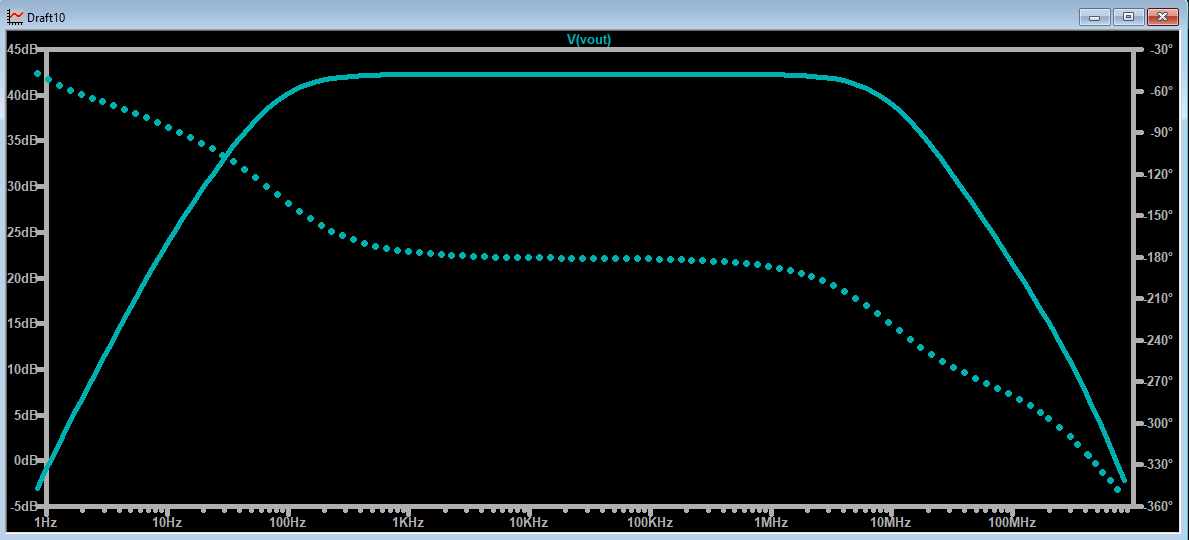 Draft10
V(vout)
45dB
40dB
35dB
30dB
25dB
20dB
15dB
10dB
5dB
0dB
-5dB
-30°
-60°
-90°
-120°
-150°
-180°
-210°
-240°
-270°
-300°
-330°
-360°
1Hz 10Hz 100Hz 1KHz 10KHz 100KHz 1MHz 10MHz 100MHz